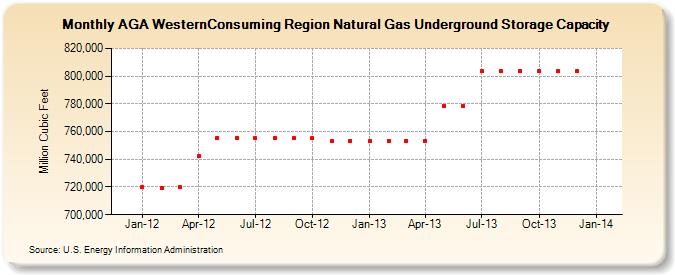 Monthly AGA WesternConsuming Region Natural Gas Underground Storage Capacity
Million Cubic Feet
820,000
800,000
780,000
760,000
740,000
720,000
700,000
Jan-12 Apr-12 Jul-12 Oct-12 Jan-13 Apr-13 Jul-13 Oct-13 Jan-14
Source: U.S. Energy Information Administration